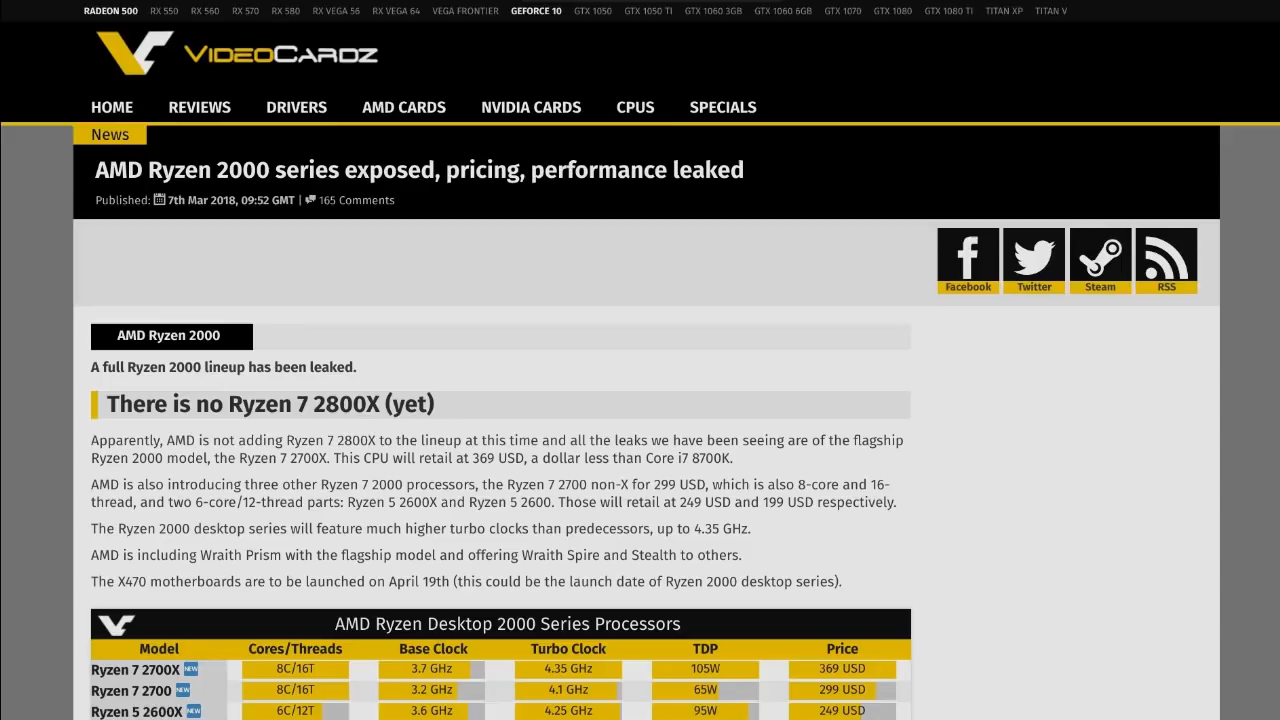 RADEON 500 RX 550 RX 560 RX 570 RX 580 RX VEGA 56 RX VEGA 64 VEGA FRONTIER GEFORCE 10 GTX 1050 GTX 1050 TI GTX 1060 3GB GTX 1060 6GB GTX 1070 GTX 1080 GTX 1080 TI TITAN XP TITAN V
VIDEOCARDZ
HOME REVIEWS DRIVERS AMD CARDS NVIDIA CARDS CPUS SPECIALS
News
AMD Ryzen 2000 series exposed, pricing, performance leaked
Published: 7th Mar 2018, 09:52 GMT | 165 Comments
Facebook Twitter Steam RSS
AMD Ryzen 2000
A full Ryzen 2000 lineup has been leaked.
There is no Ryzen 7 2800X (yet)
Apparently, AMD is not adding Ryzen 7 2800X to the lineup at this time and all the leaks we have been seeing are of the flagship
Ryzen 2000 model, the Ryzen 7 2700X. This CPU will retail at 369 USD, a dollar less than Core i7 8700K.
AMD is also introducing three other Ryzen 7 2000 processors, the Ryzen 7 2700 non-X for 299 USD, which is also 8-core and 16-
thread, and two 6-core/12-thread parts: Ryzen 5 2600X and Ryzen 5 2600. Those will retail at 249 USD and 199 USD respectively.
The Ryzen 2000 desktop series will feature much higher turbo clocks than predecessors, up to 4.35 GHz.
AMD is including Wraith Prism with the flagship model and offering Wraith Spire and Stealth to others.
The X470 motherboards are to be launched on April 19th (this could be the launch date of Ryzen 2000 desktop series).
AMD Ryzen Desktop 2000 Series Processors
Model Cores/Threads Base Clock Turbo Clock TDP Price
Ryzen 7 2700X NEW 8C/16T 3.7 GHz 4.35 GHz 105W 369 USD
Ryzen 7 2700 NEW 8C/16T 3.2 GHz 4.1 GHz 65W 299 USD
Ryzen 5 2600X NEW 6C/12T 3.6 GHz 4.25 GHz 95W 249 USD